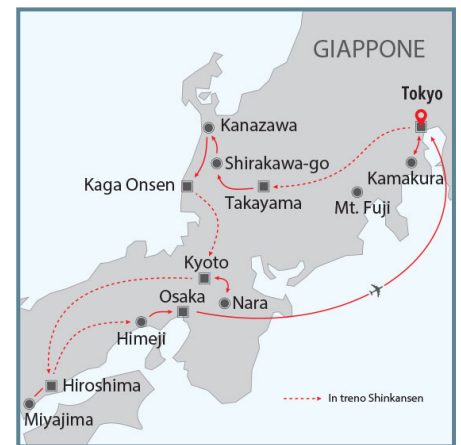 GIAPPONE
Tokyo
Kanazawa
Shirakawa-go
Kamakura
Kaga Onsen
Takayama
Mt. Fuji
Kyoto
Osaka
Nara
Himeji
Hiroshima
In treno Shinkansen
Miyajima